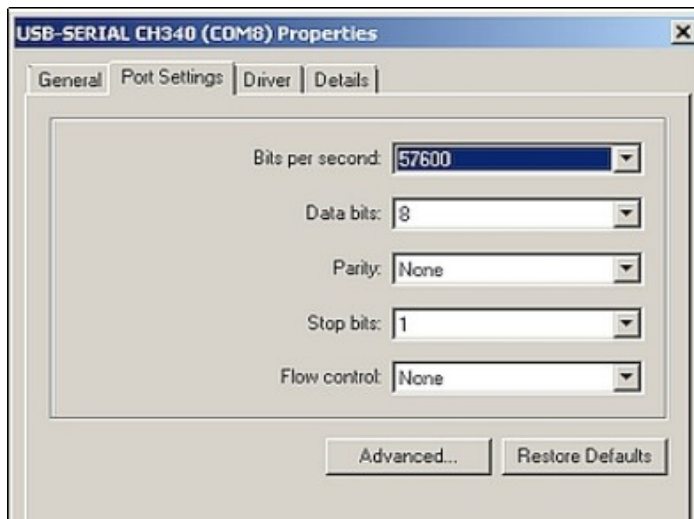 USB-SERIAL CH340 (COM8) Properties
General Port Settings Driver Details
Bits per second: 57600
Data bits: 8
Parity: None
Stop bits: 1
Flow control: None
Advanced... Restore Defaults